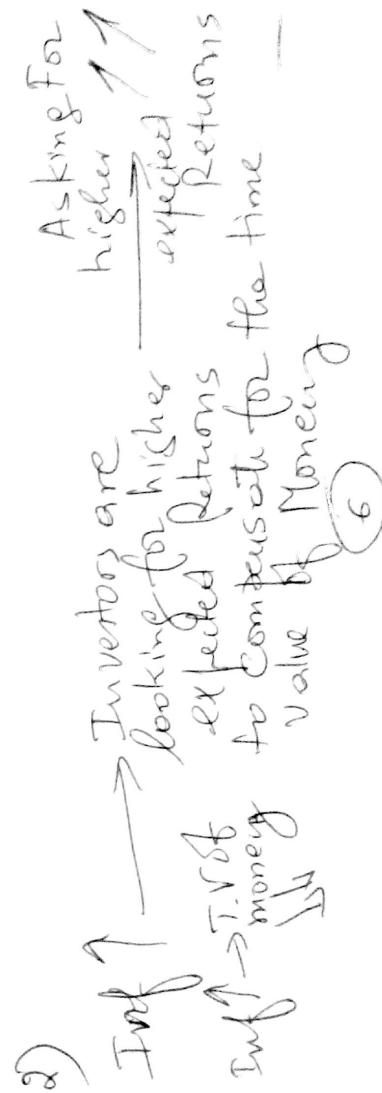 2)
Inf ↑ → Investors are
looking for higher
expected Returns
to compensate for the time
value of Money
→ Asking For
higher ↑ ↑
expected
Returns
Inf ↑ → T.V of
money
6